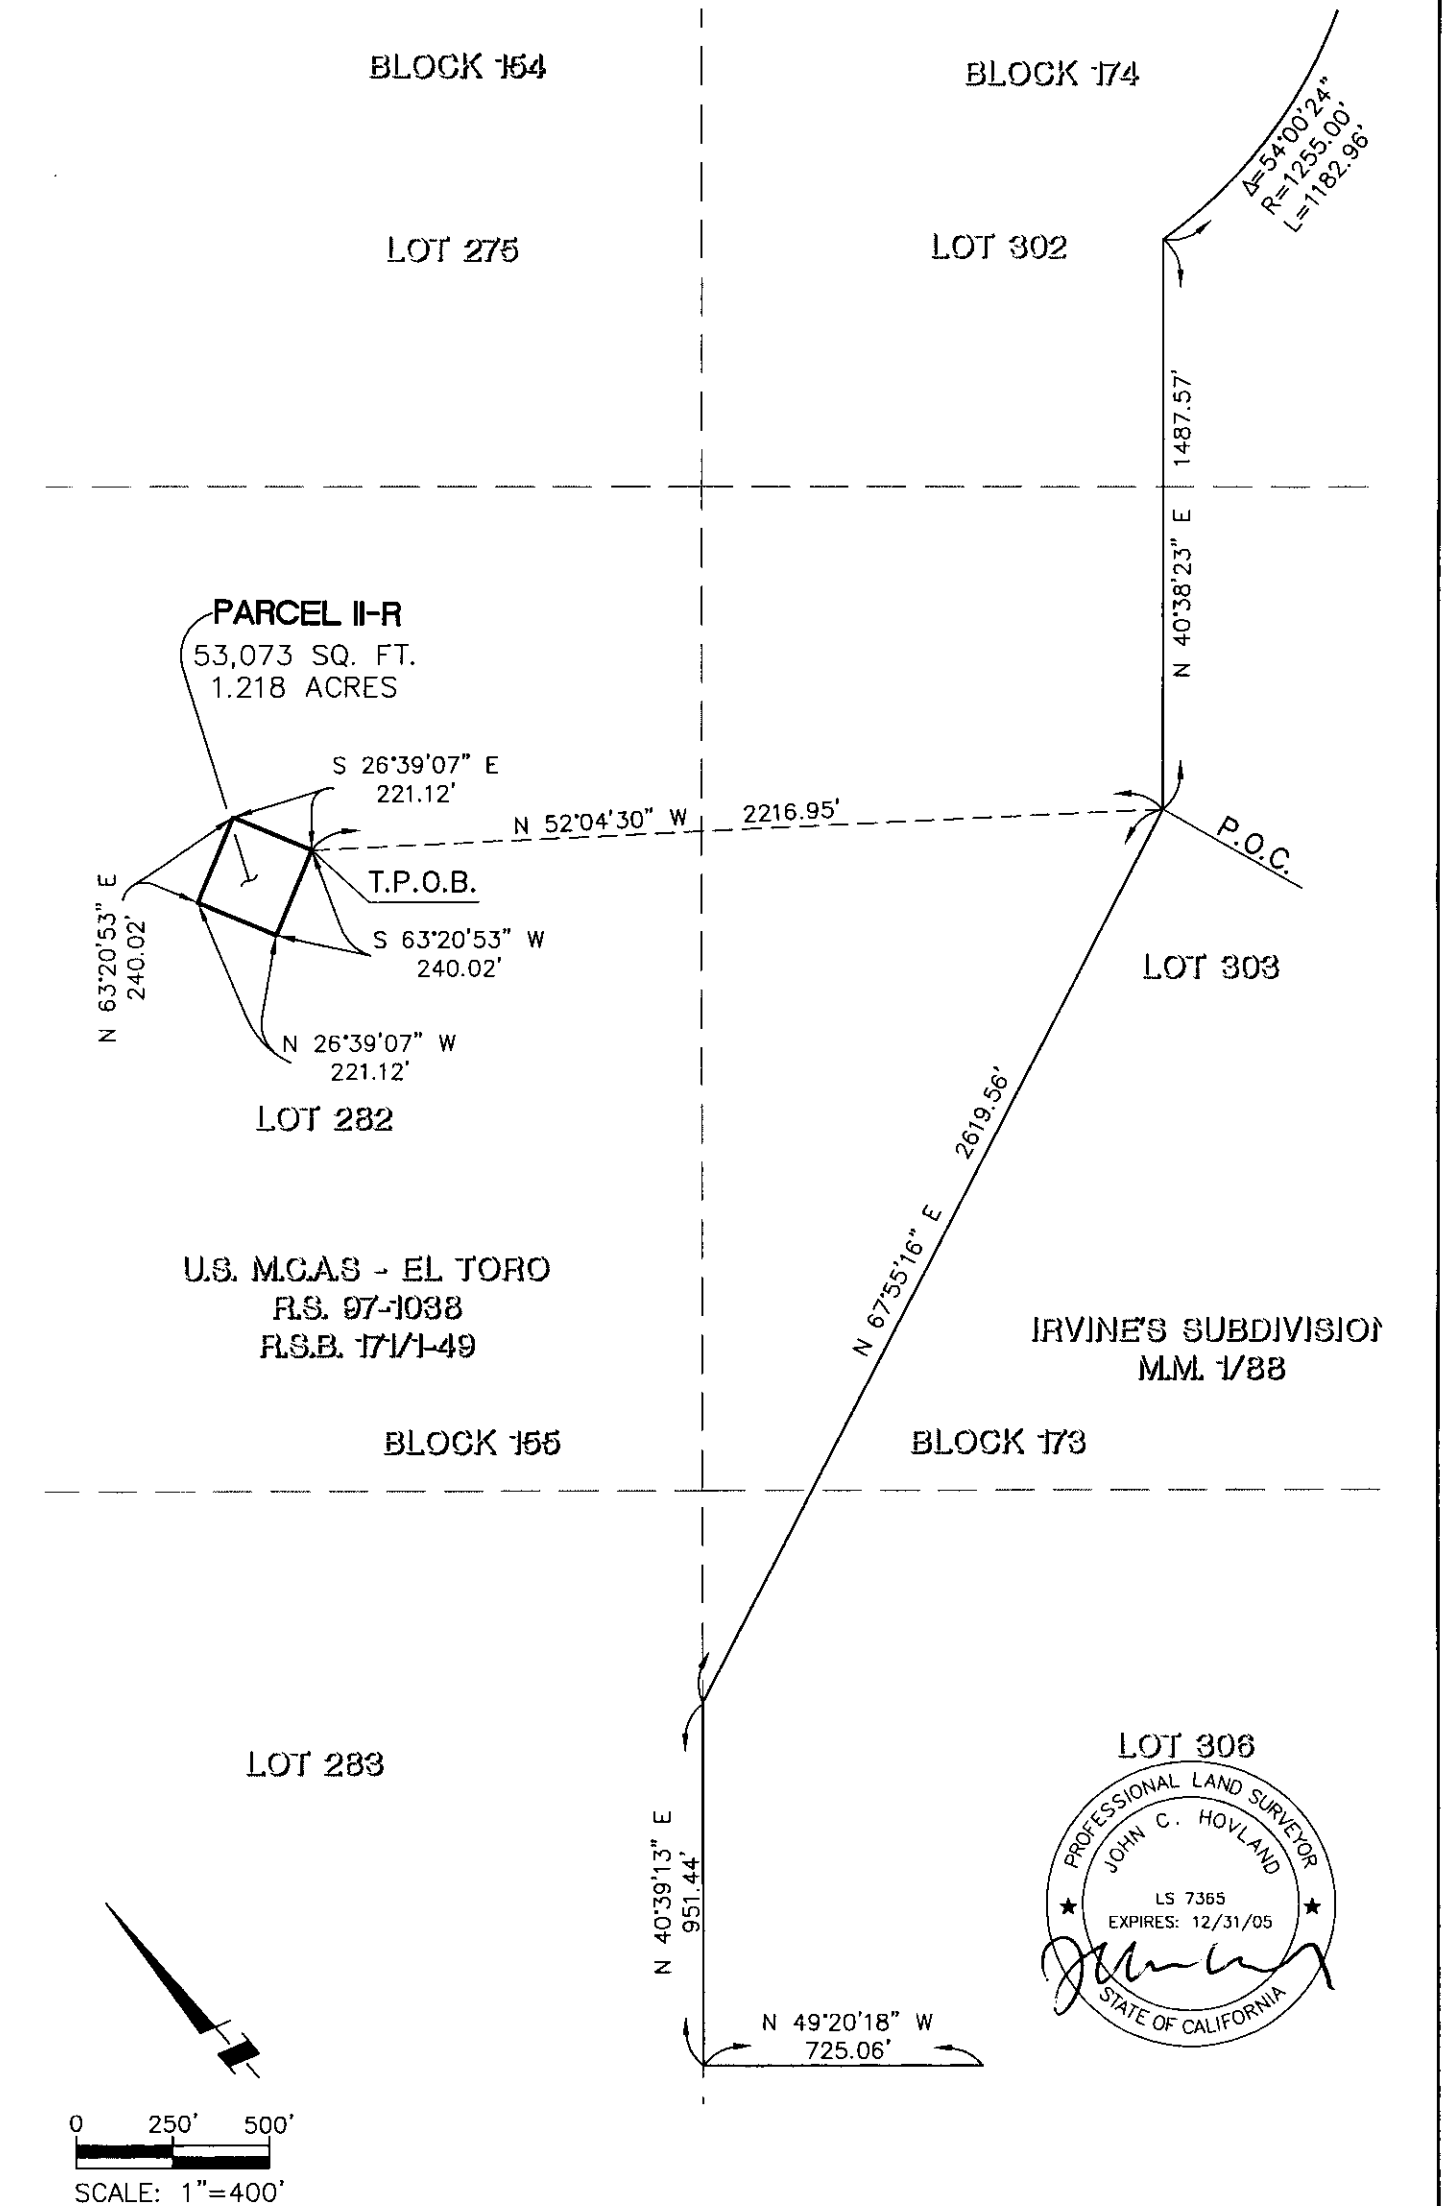 BLOCK 154
BLOCK 174
Δ=54°00'24"
R=1255.00'
L=1182.96'
LOT 275
LOT 302
1487.57'
N 40°38'23" E
PARCEL II-R
53,073 SQ. FT.
1.218 ACRES
S 26°39'07" E
221.12'
N 52°04'30" W
2216.95'
P.O.C.
T.P.O.B.
N 63°20'53" E
240.02'
S 63°20'53" W
240.02'
LOT 303
N 26°39'07" W
221.12'
LOT 282
2619.56'
N 67°55'16" E
U.S. M.C.A.S - EL TORO
R.S. 97-1038
R.S.B. 171/1-49
IRVINE'S SUBDIVISION
M.M. 1/88
BLOCK 155
BLOCK 173
LOT 283
LOT 306
PROFESSIONAL LAND SURVEYOR
JOHN C. HOVLAND
LS 7365
EXPIRES: 12/31/05
STATE OF CALIFORNIA
N 40°39'13" E
951.44'
N 49°20'18" W
725.06'
0 250' 500'
SCALE: 1"=400'